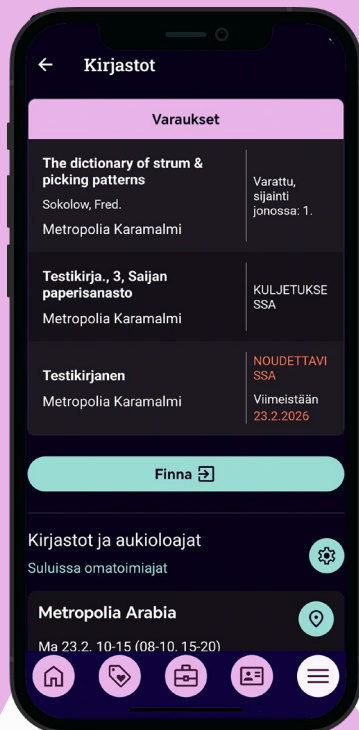 Kirjastot
Varaukset
The dictionary of strum &
picking patterns
Sokolow, Fred.
Metropolia Karamalmi
Varattu,
sijainti
jonossa: 1.
Testikirja., 3, Saijan
paperisanasto
Metropolia Karamalmi
KULJETUKSE
SSA
Testikirjanen
Metropolia Karamalmi
NOUDETTAVI
SSA
Viimeistään
23.2.2026
Finna
Kirjastot ja aukioloajat
Suluissa omatoimiajat
Metropolia Arabia
Ma 23.2. 10-15 (08-10, 15-20)